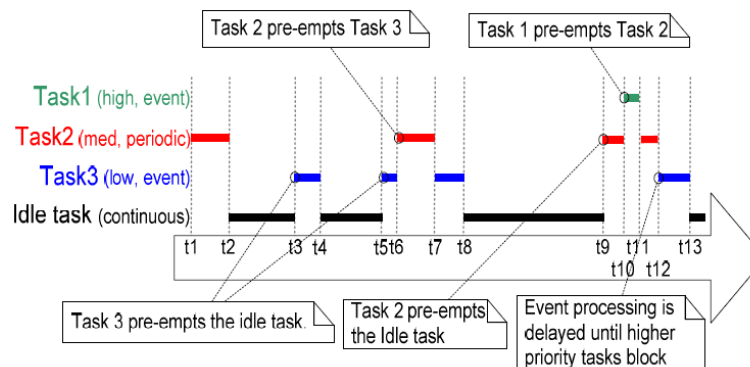 Task 2 pre-empts Task 3
Task 1 pre-empts Task 2
Task1 (high, event)
Task2 (med, periodic)
Task3 (low, event)
Idle task (continuous)
t1 t2 t3 t4 t5 t6 t7 t8 t9 t11 t13
t10 t12
Task 3 pre-empts the idle task.
Task 2 pre-empts
the Idle task
Event processing is
delayed until higher
priority tasks block